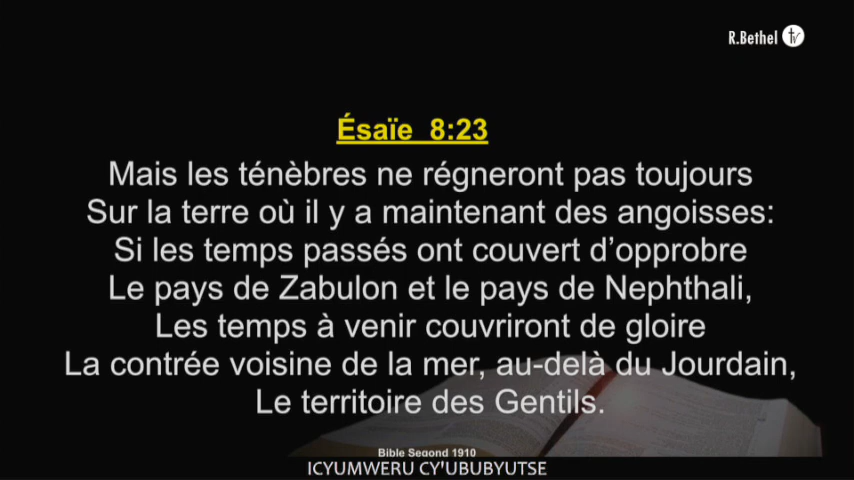 R.Bethel tv
Ésaïe 8:23
Mais les ténèbres ne régneront pas toujours
Sur la terre où il y a maintenant des angoisses:
Si les temps passés ont couvert d’opprobre
Le pays de Zabulon et le pays de Nephthali,
Les temps à venir couvriront de gloire
La contrée voisine de la mer, au-delà du Jourdain,
Le territoire des Gentils.
Bible Segond 1910
ICYUMWERU CY'UBUBYUTSE